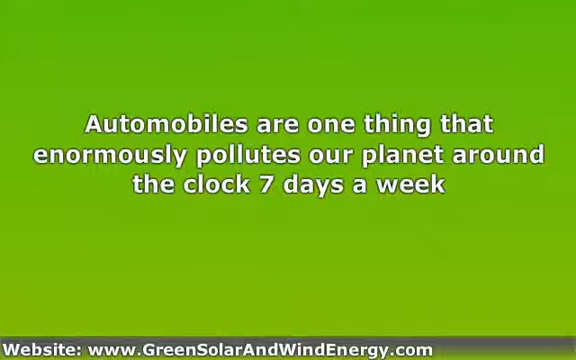 Automobiles are one thing that
enormously pollutes our planet around
the clock 7 days a week
Website: www.GreenSolarAndWindEnergy.com